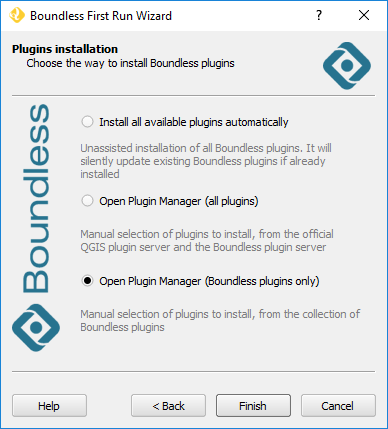 Boundless First Run Wizard
?
Plugins installation
Choose the way to install Boundless plugins
Boundless
Install all available plugins automatically
Unassisted installation of all Boundless plugins. It will
silently update existing Boundless plugins if already
installed
Open Plugin Manager (all plugins)
Manual selection of plugins to install, from the official
QGIS plugin server and the Boundless plugin server
Open Plugin Manager (Boundless plugins only)
Manual selection of plugins to install, from the collection of
Boundless plugins
Help
< Back
Finish
Cancel